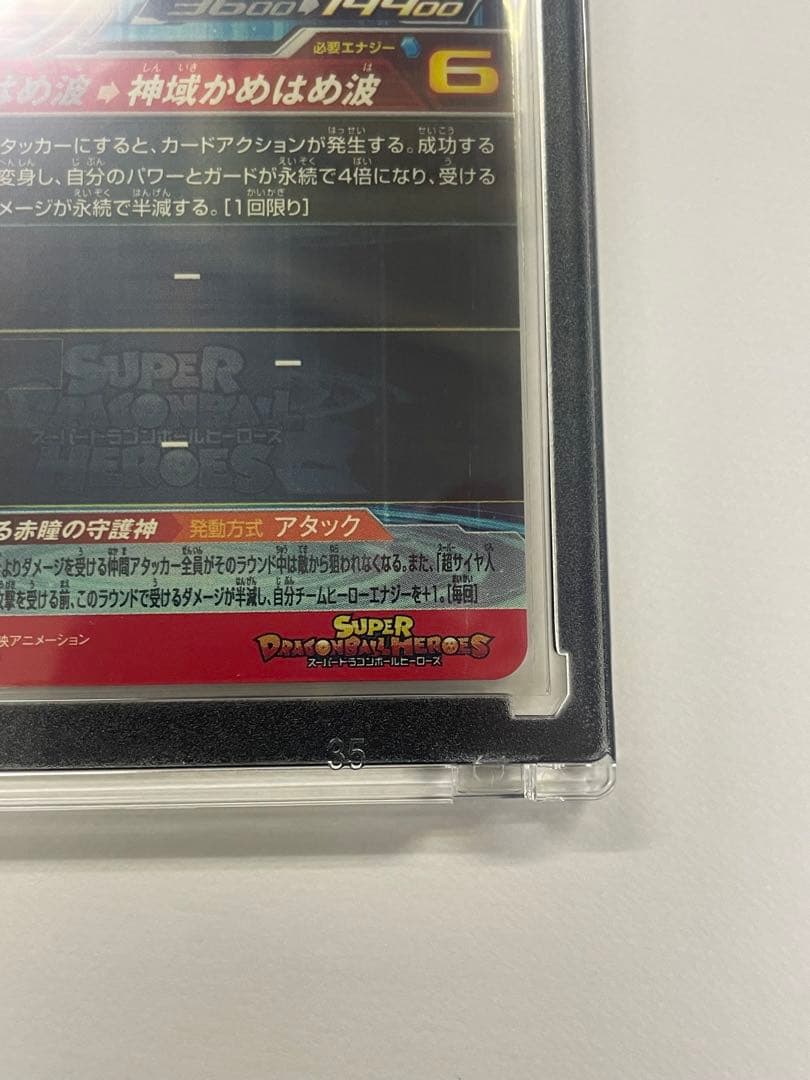 3600 14400
必要エナジー 6
はめ波 ➡ 神域かめはめ波
タッカーにすると、カードアクションが発生する。成功する
変身し、自分のパワーとガードが永続で4倍になり、受ける
メージが永続で半減する。[1回限り]
ー
ー
SUPER
DRAGONBALL
スーパードラゴンボールヒーローズ
HEROES
ー
る赤瞳の守護神 発動方式 アタック
よりダメージを受ける仲間アタッカー全員がそのラウンド中は敵から狙われなくなる。また、「超サイヤ人
攻撃を受ける前、このラウンドで受けるダメージが半減し、自分チームヒーローエナジーを+1。[毎回]
映アニメーション
SUPER
DRAGONBALL HEROES
スーパードラゴンボールヒーローズ
35